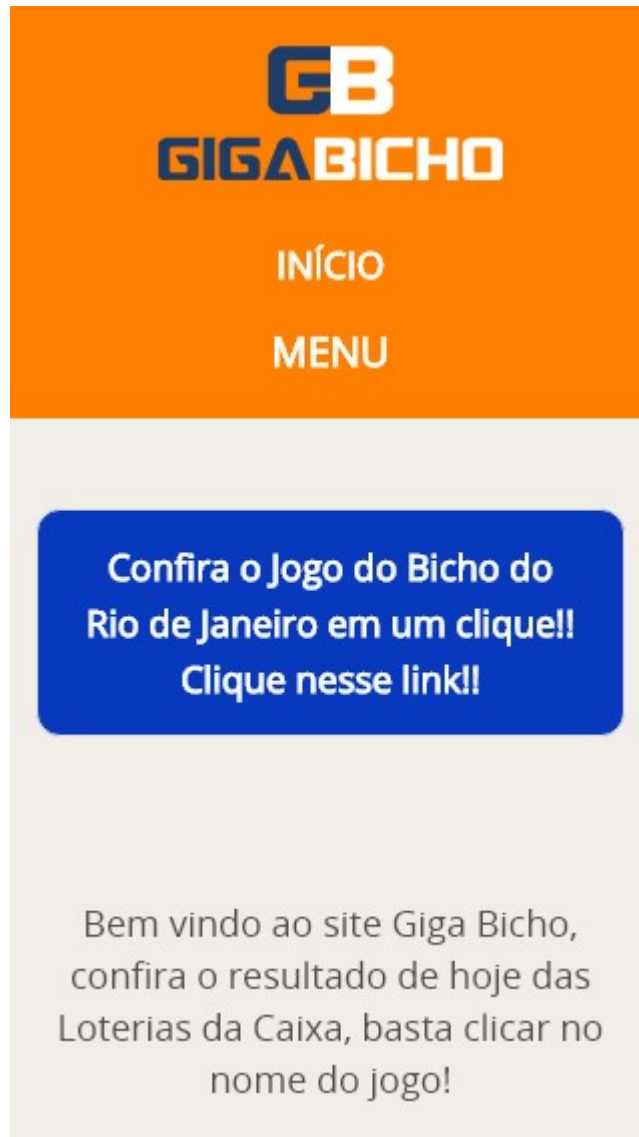 GB
GIGABICHO
INÍCIO
MENU
Confira o Jogo do Bicho do
Rio de Janeiro em um clique!!
Clique nesse link!!
Bem vindo ao site Giga Bicho,
confira o resultado de hoje das
Loterias da Caixa, basta clicar no
nome do jogo!